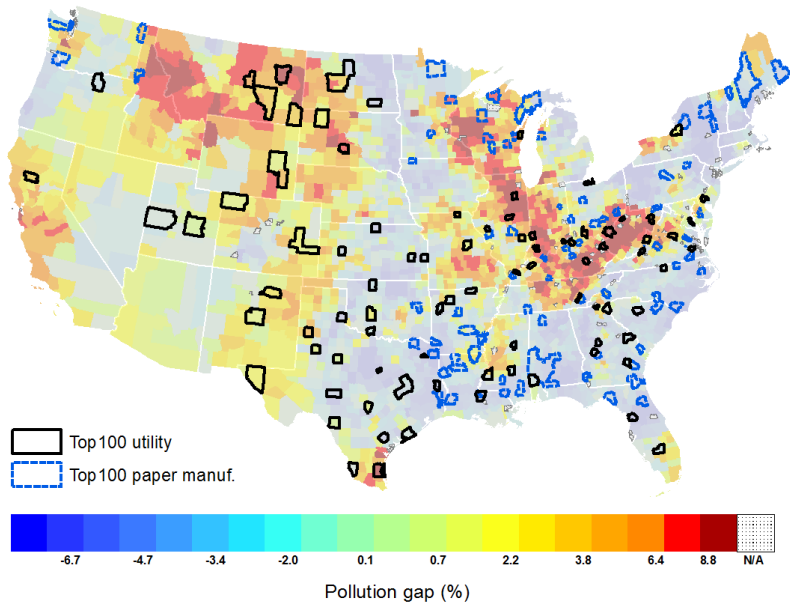 Top100 utility
Top100 paper manuf.
-6.7 -4.7 -3.4 -2.0 0.1 0.7 2.2 3.8 6.4 8.8 N/A
Pollution gap (%)